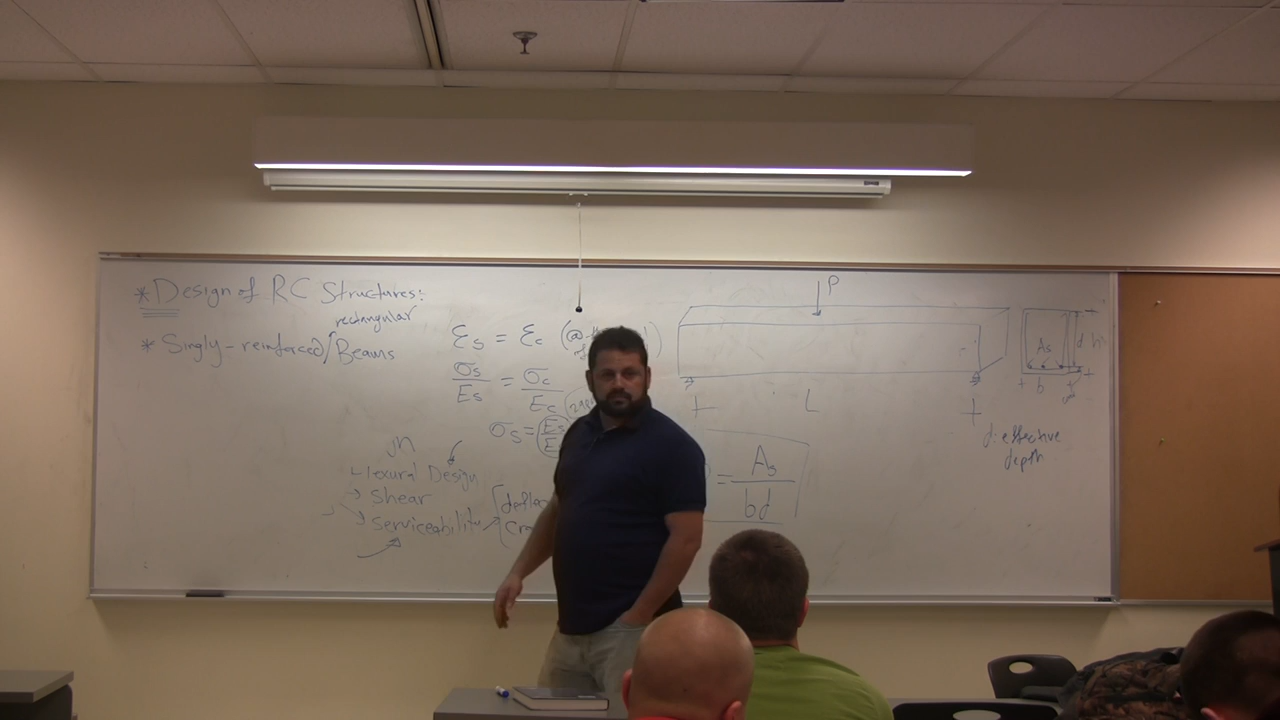 * Design of RC Structures:
rectangular
* Singly-reinforced/Beams
εs = εc (@
σs/Es = σc/Ec
σs = Es
Flexural Design
→ Shear
→ Serviceability →
P
L
As
d h
b
d: effective
depth
= As/bd